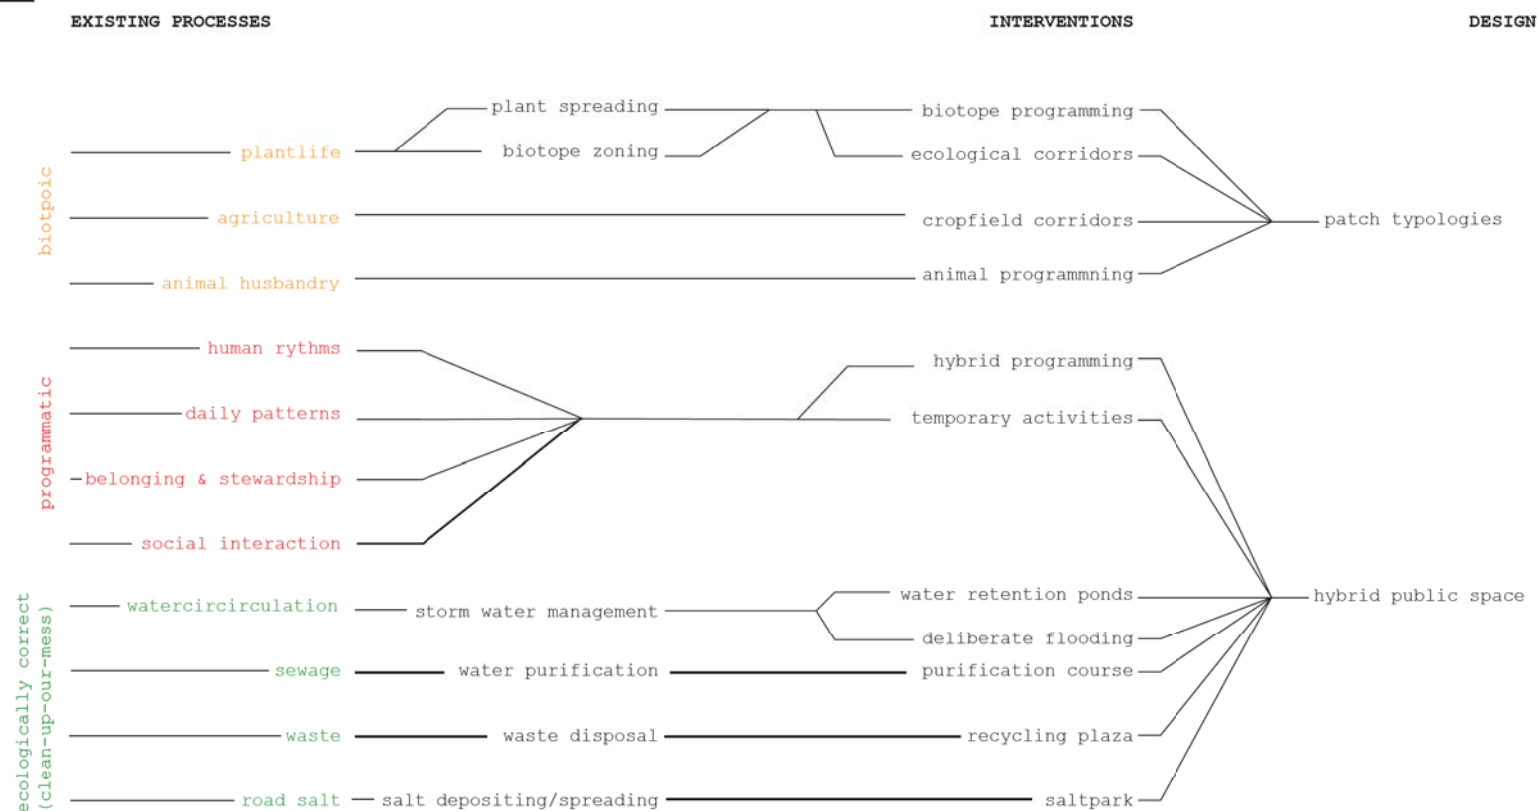 EXISTING PROCESSES INTERVENTIONS DESIGN
biotpoic
plant spreading biotope programming
plantlife biotope zoning ecological corridors
agriculture cropfield corridors patch typologies
animal husbandry animal programmning
programmatic
human rythms hybrid programming
daily patterns temporary activities
belonging & stewardship
social interaction
ecologically correct
(clean-up-our-mess)
watercircirculation storm water management water retention ponds hybrid public space
deliberate flooding
sewage water purification purification course
waste waste disposal recycling plaza
road salt salt depositing/spreading saltpark